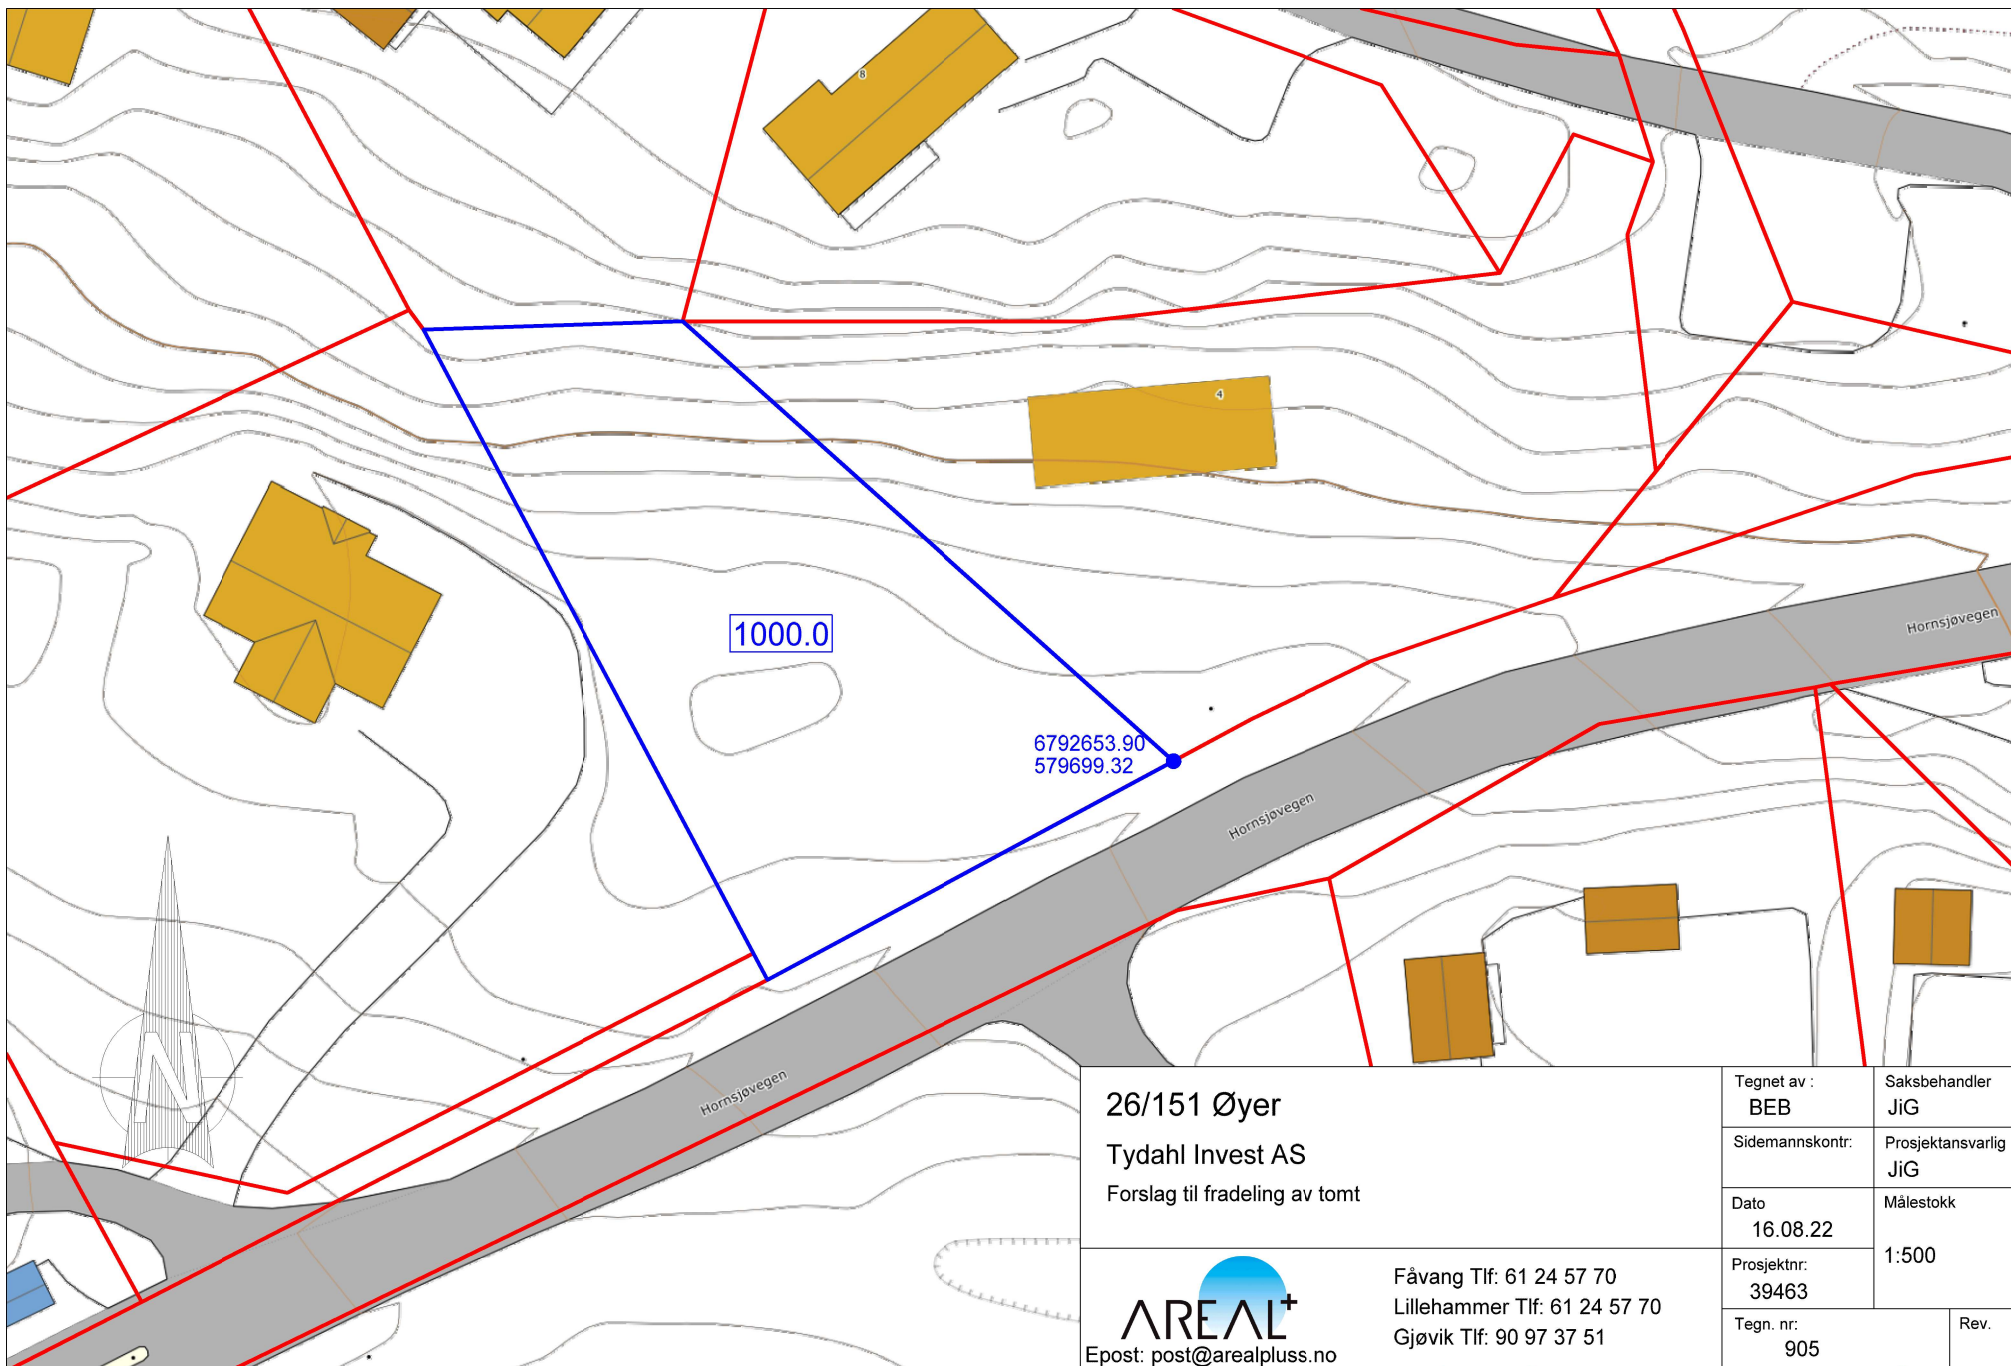 8
4
1000.0
6792653.90
579699.32
Hornsjøvegen
Hornsjøvegen
Hornsjøvegen
N
26/151 Øyer
Tydahl Invest AS
Forslag til fradeling av tomt
Tegnet av :
BEB
Saksbehandler
JiG
Sidemannskontr:
Prosjektansvarlig
JiG
Dato
16.08.22
Målestokk
1:500
Prosjektnr:
39463
Tegn. nr:
905
Rev.
AREAL+
Epost: post@arealpluss.no
Fåvang Tlf: 61 24 57 70
Lillehammer Tlf: 61 24 57 70
Gjøvik Tlf: 90 97 37 51